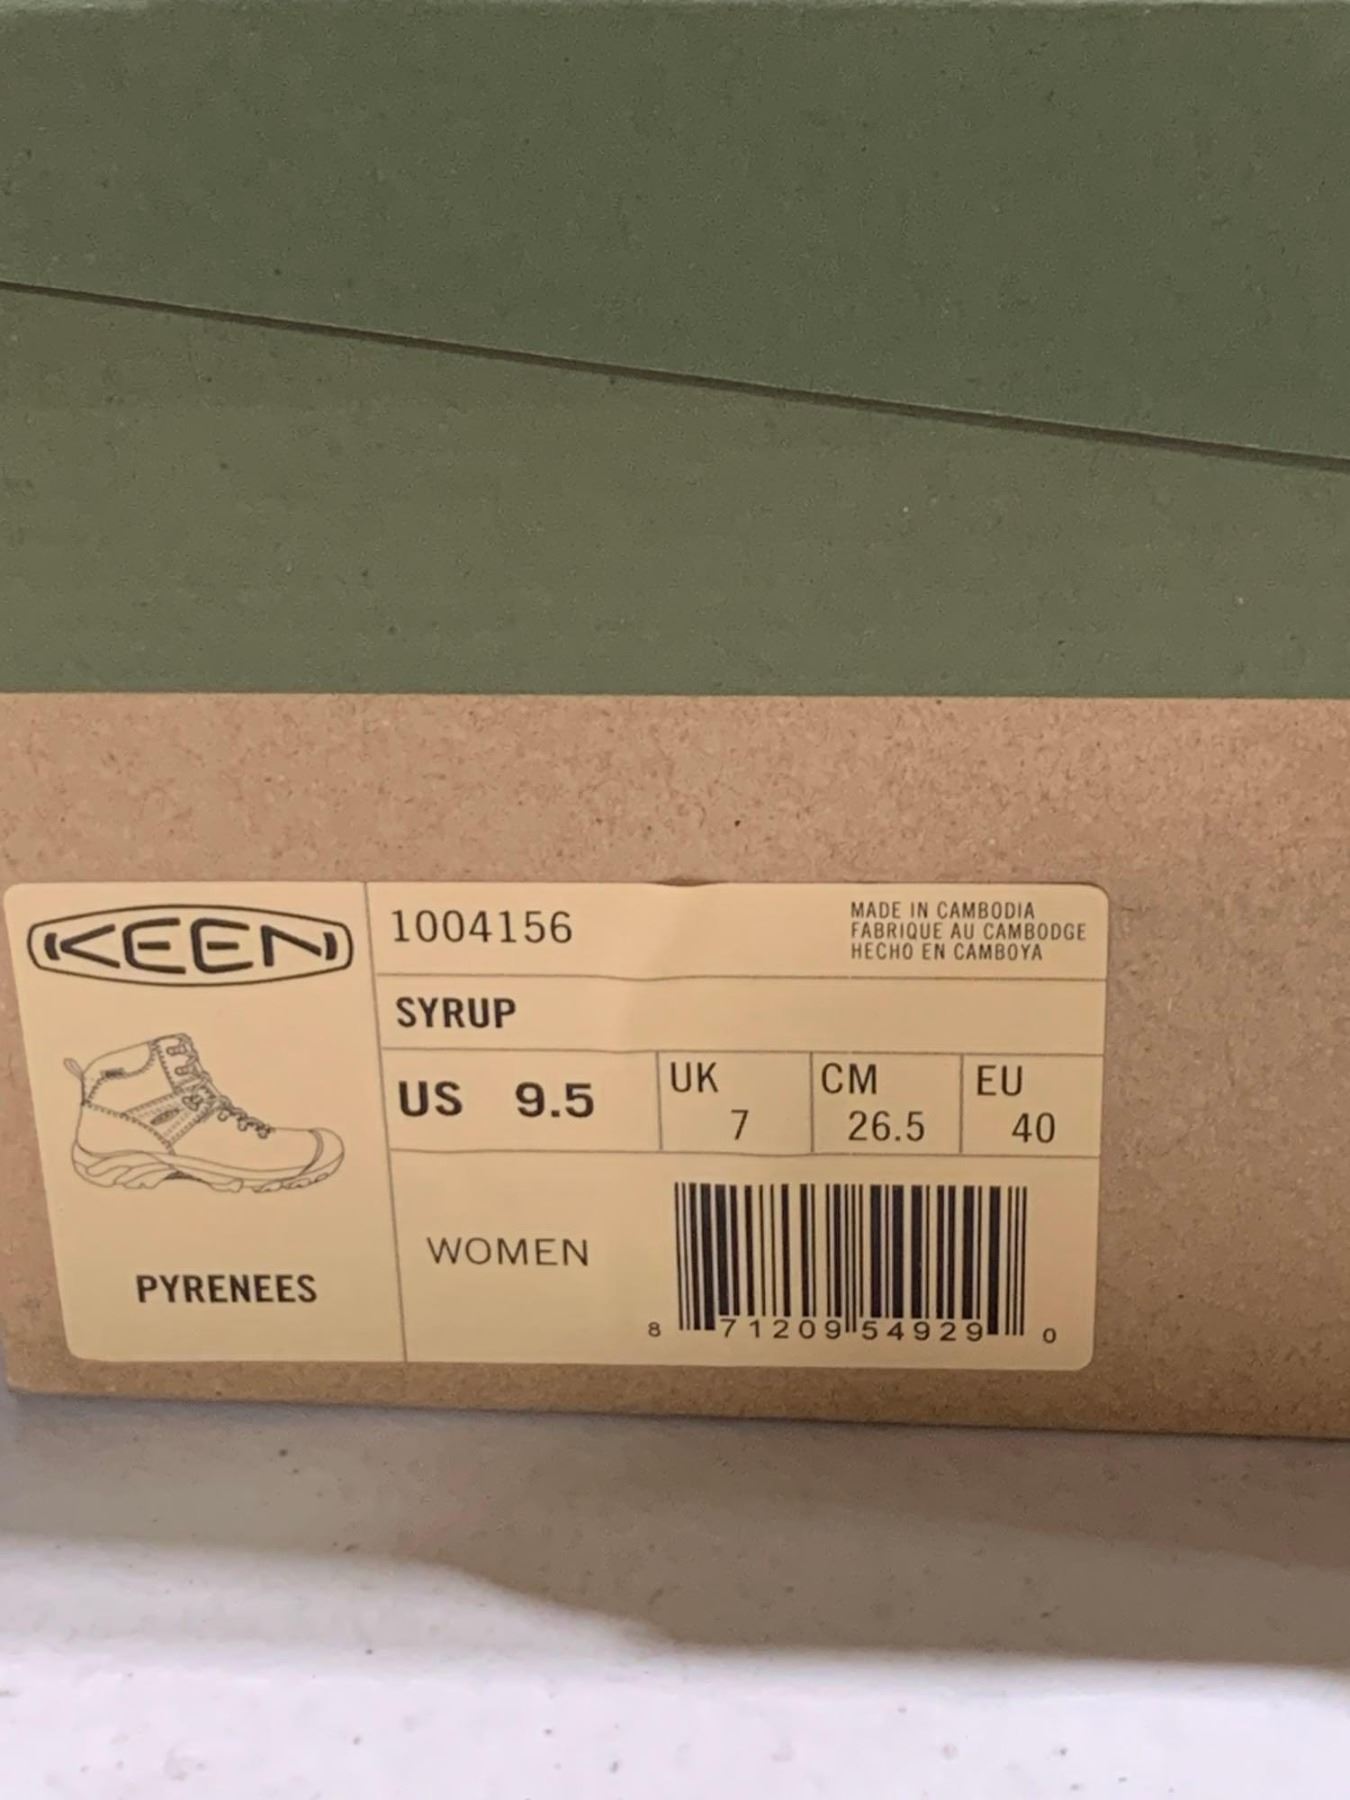 KEEN
1004156
MADE IN CAMBODIA
FABRIQUE AU CAMBODGE
HECHO EN CAMBOYA
SYRUP
US 9.5
UK 7
CM 26.5
EU 40
PYRENEES
WOMEN
8 71209 54929 0